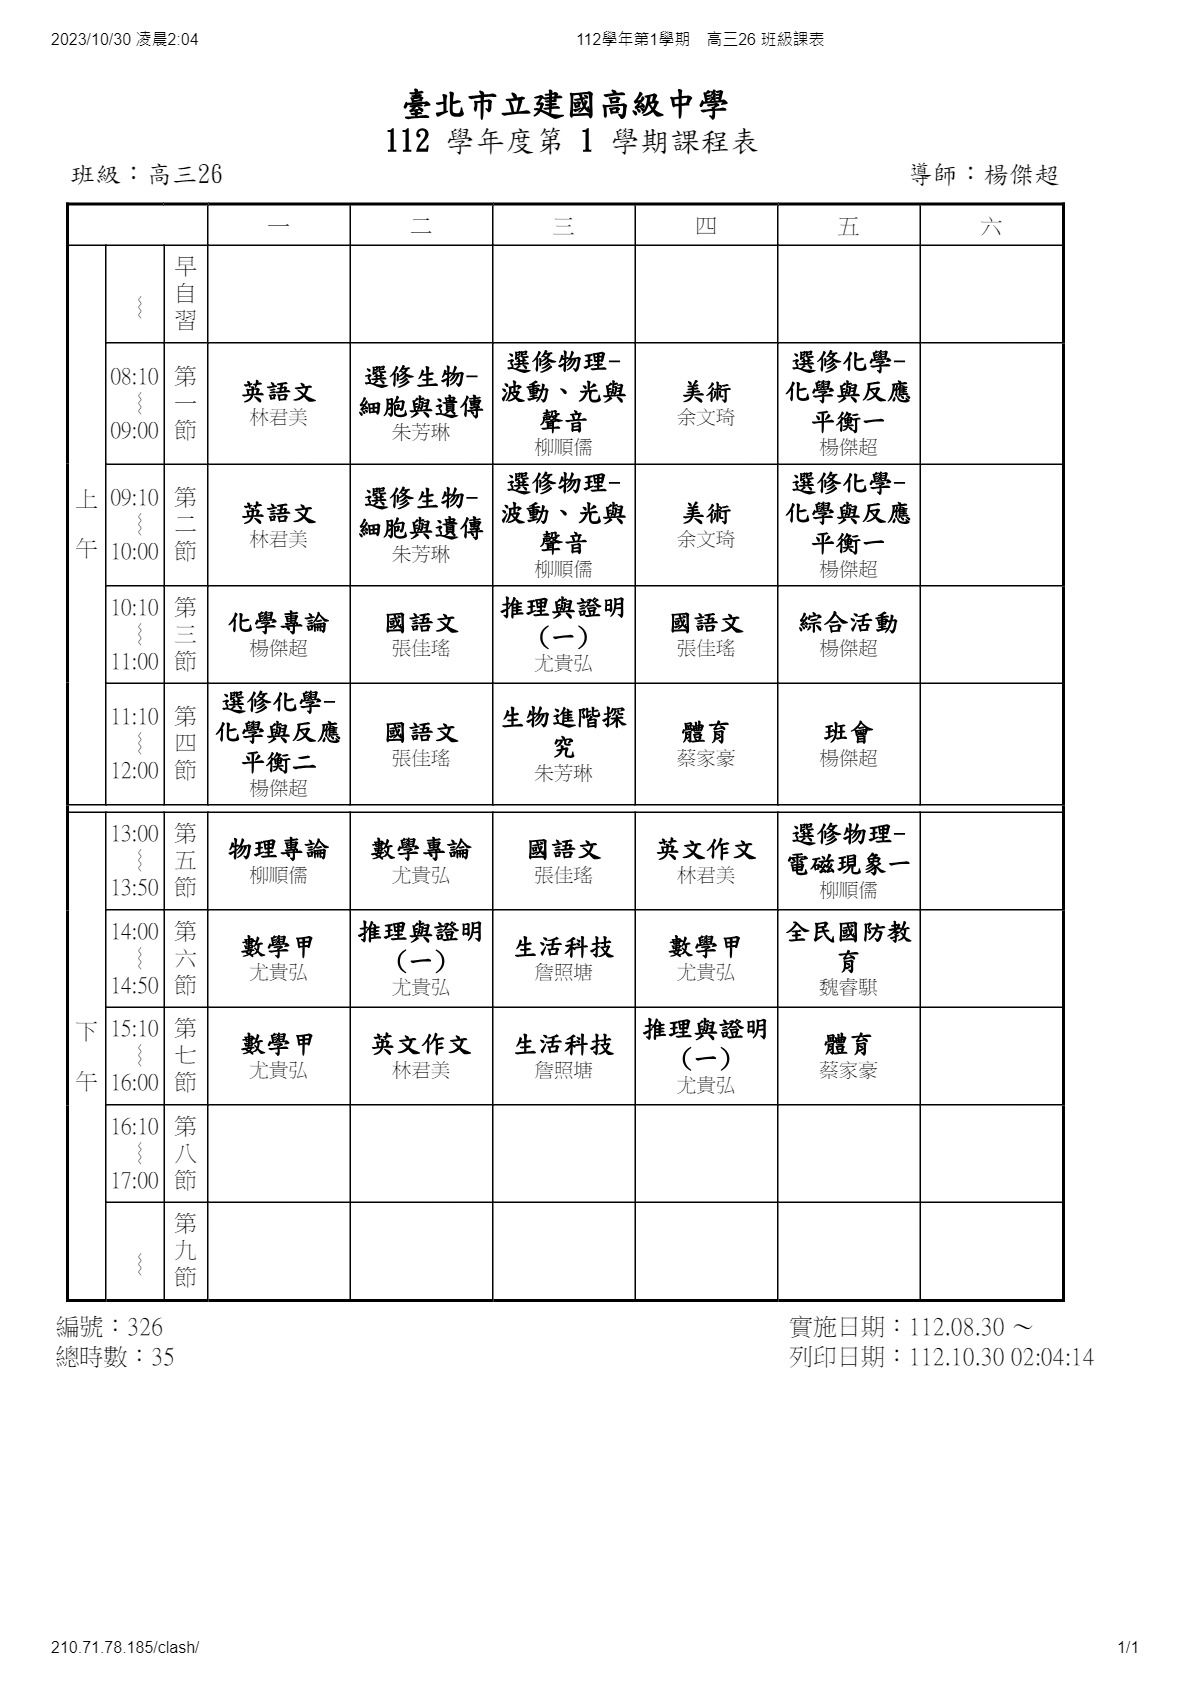 2023/10/30 凌晨2:04
112學年第1學期　高三26 班級課表
臺北市立建國高級中學
112 學年度第 1 學期課程表
班級：高三26
導師：楊傑超
一 二 三 四 五 六
上午
～
早自習
08:10
～
09:00
第一節
英語文
林君美
選修生物-
細胞與遺傳
朱芳琳
選修物理-
波動、光與
聲音
柳順儒
美術
余文琦
選修化學-
化學與反應
平衡一
楊傑超
09:10
～
10:00
第二節
英語文
林君美
選修生物-
細胞與遺傳
朱芳琳
選修物理-
波動、光與
聲音
柳順儒
美術
余文琦
選修化學-
化學與反應
平衡一
楊傑超
10:10
～
11:00
第三節
化學專論
楊傑超
國語文
張佳瑤
推理與證明
(一)
尤貴弘
國語文
張佳瑤
綜合活動
楊傑超
11:10
～
12:00
第四節
選修化學-
化學與反應
平衡二
楊傑超
國語文
張佳瑤
生物進階探
究
朱芳琳
體育
蔡家豪
班會
楊傑超
下午
13:00
～
13:50
第五節
物理專論
柳順儒
數學專論
尤貴弘
國語文
張佳瑤
英文作文
林君美
選修物理-
電磁現象一
柳順儒
14:00
～
14:50
第六節
數學甲
尤貴弘
推理與證明
(一)
尤貴弘
生活科技
詹照塘
數學甲
尤貴弘
全民國防教
育
魏睿騏
15:10
～
16:00
第七節
數學甲
尤貴弘
英文作文
林君美
生活科技
詹照塘
推理與證明
(一)
尤貴弘
體育
蔡家豪
16:10
～
17:00
第八節
～
第九節
編號：326
實施日期：112.08.30 ～
總時數：35
列印日期：112.10.30 02:04:14
210.71.78.185/clash/
1/1